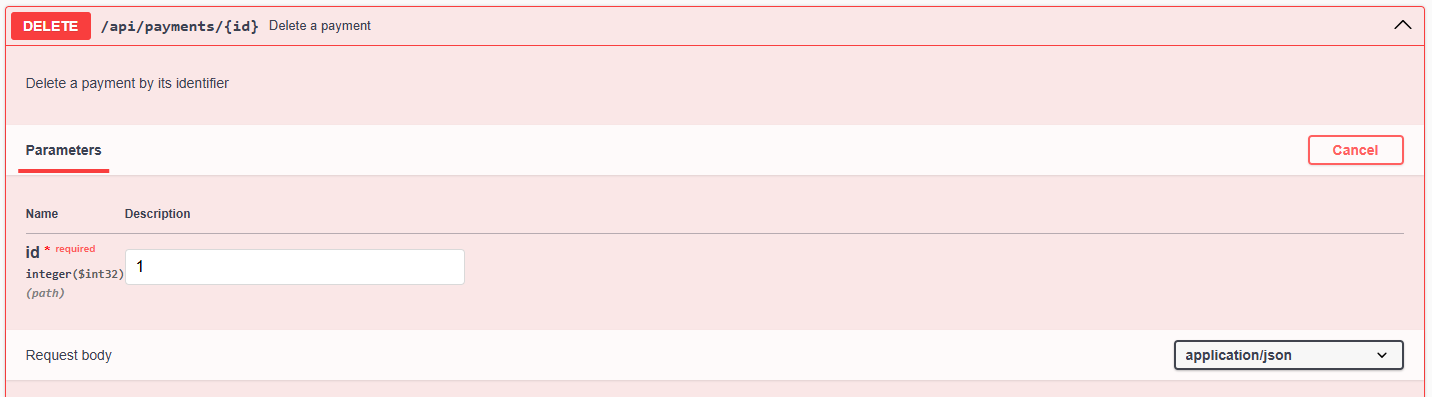 DELETE /api/payments/{id} Delete a payment
Delete a payment by its identifier
Parameters Cancel
Name Description
id * required
integer($int32) 1
(path)
Request body application/json